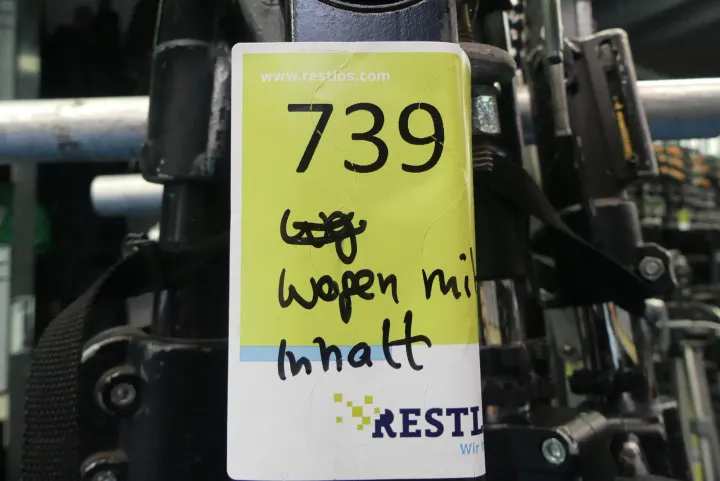 www.restlos.com
739
Wagen mit
Inhalt
RESTL
Wir